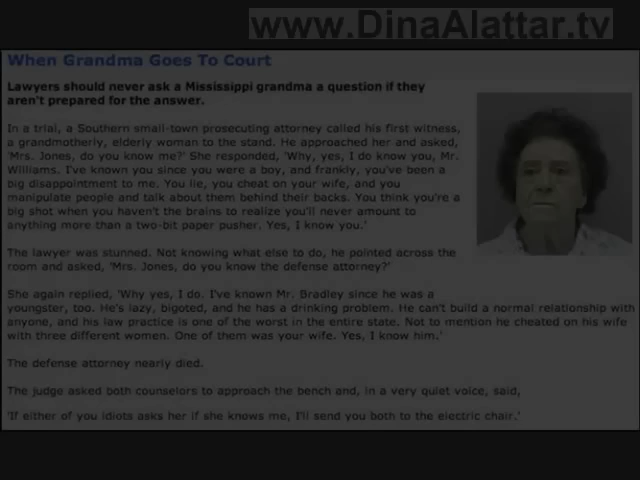 www.DinaAlattar.tv
When Grandma Goes To Court
Lawyers should never ask a Mississippi grandma a question if they
aren't prepared for the answer.
In a trial, a Southern small-town prosecuting attorney called his first witness,
a grandmotherly, elderly woman to the stand. He approached her and asked,
'Mrs. Jones, do you know me?' She responded, 'Why, yes, I do know you, Mr.
Williams. I've known you since you were a boy, and frankly, you've been a
big disappointment to me. You lie, you cheat on your wife, and you
manipulate people and talk about them behind their backs. You think you're a
big shot when you haven't the brains to realize you'll never amount to
anything more than a two-bit paper pusher. Yes, I know you.'
The lawyer was stunned. Not knowing what else to do, he pointed across the
room and asked, 'Mrs. Jones, do you know the defense attorney?'
She again replied, 'Why yes, I do. I've known Mr. Bradley since he was a
youngster, too. He's lazy, bigoted, and he has a drinking problem. He can't build a normal relationship with
anyone, and his law practice is one of the worst in the entire state. Not to mention he cheated on his wife
with three different women. One of them was your wife. Yes, I know him.'
The defense attorney nearly died.
The judge asked both counselors to approach the bench and, in a very quiet voice, said,
'If either of you idiots asks her if she knows me, I'll send you both to the electric chair.'